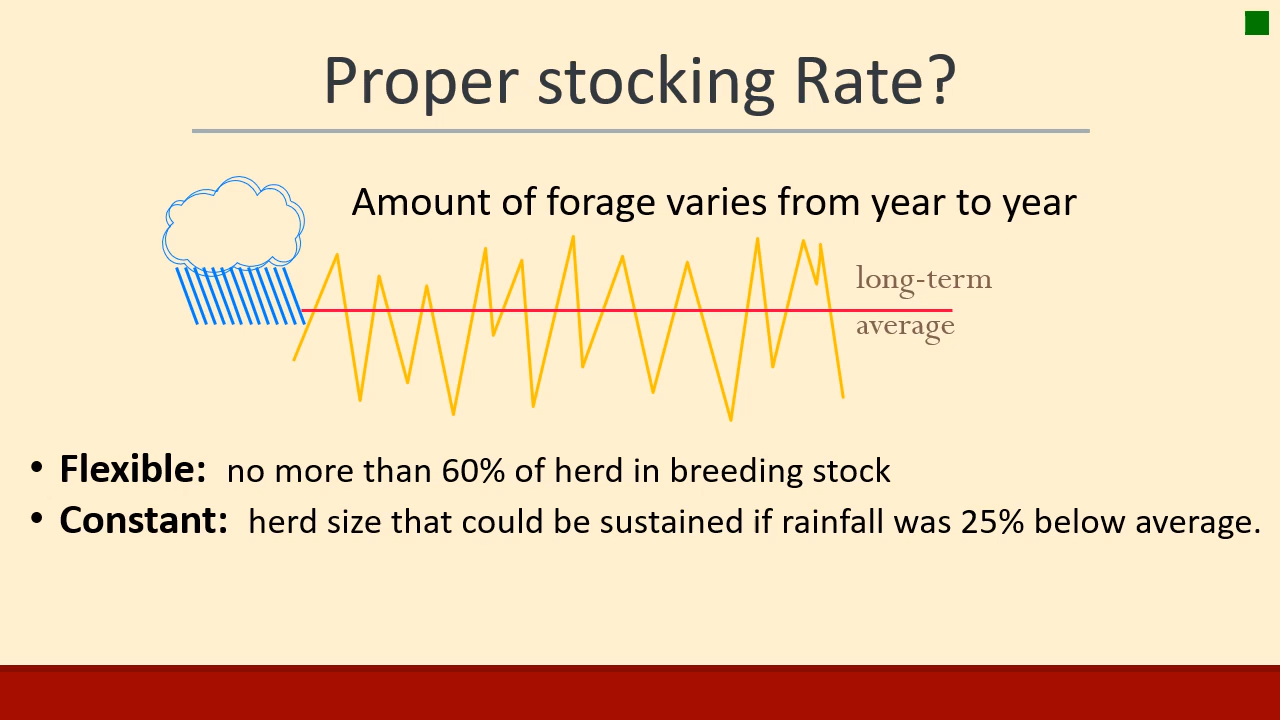 Proper stocking Rate?
Amount of forage varies from year to year
long-term
average
• Flexible: no more than 60% of herd in breeding stock
• Constant: herd size that could be sustained if rainfall was 25% below average.